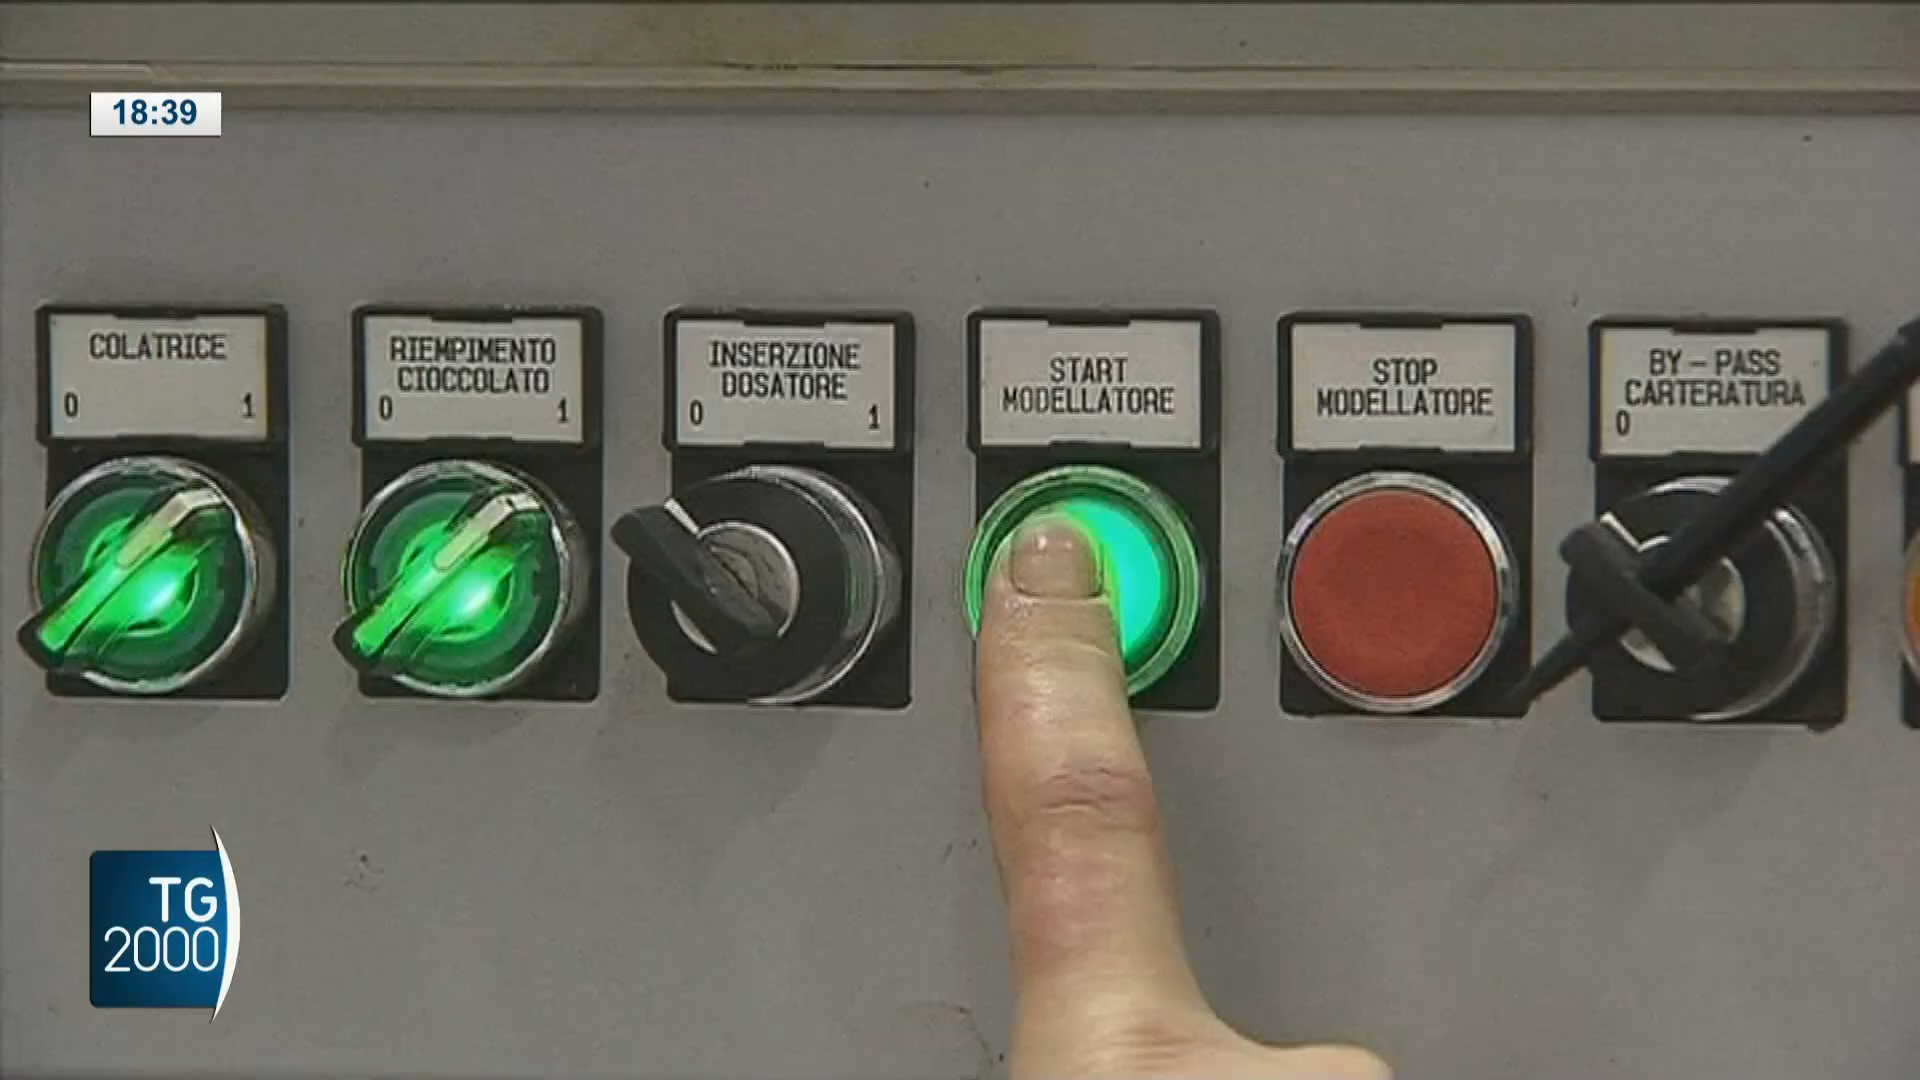 18:39
COLATRICE
0 1
RIEMPIMENTO
CIOCCOLATO
0 1
INSERZIONE
DOSATORE
0 1
START
MODELLATORE
STOP
MODELLATORE
BY-PASS
CARTERATURA
0
TG
2000